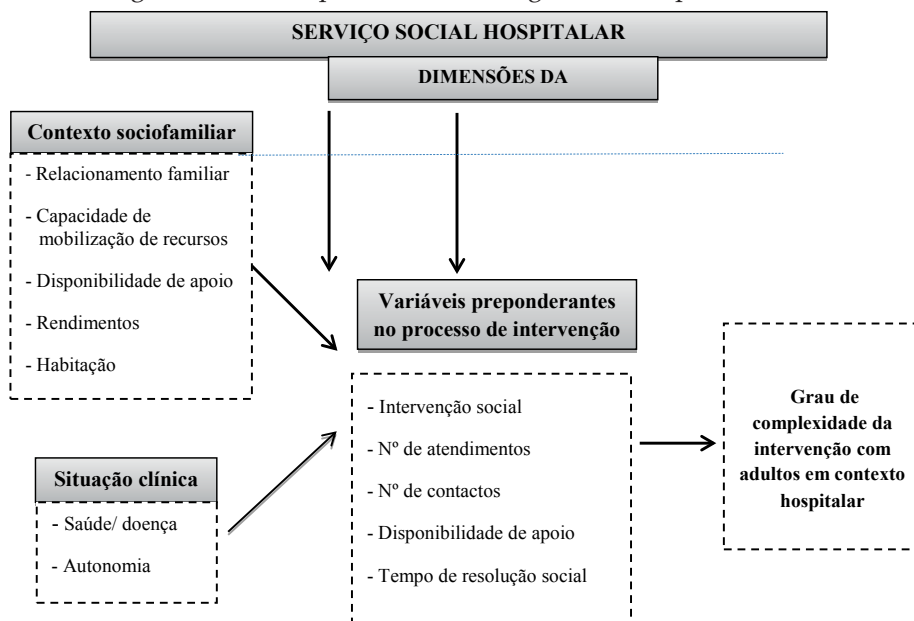 SERVIÇO SOCIAL HOSPITALAR
DIMENSÕES DA
Contexto sociofamiliar
- Relacionamento familiar
- Capacidade de
mobilização de recursos
- Disponibilidade de apoio
- Rendimentos
- Habitação
Situação clínica
- Saúde/ doença
- Autonomia
Variáveis preponderantes
no processo de intervenção
- Intervenção social
- Nº de atendimentos
- Nº de contactos
- Disponibilidade de apoio
- Tempo de resolução social
Grau de
complexidade da
intervenção com
adultos em contexto
hospitalar